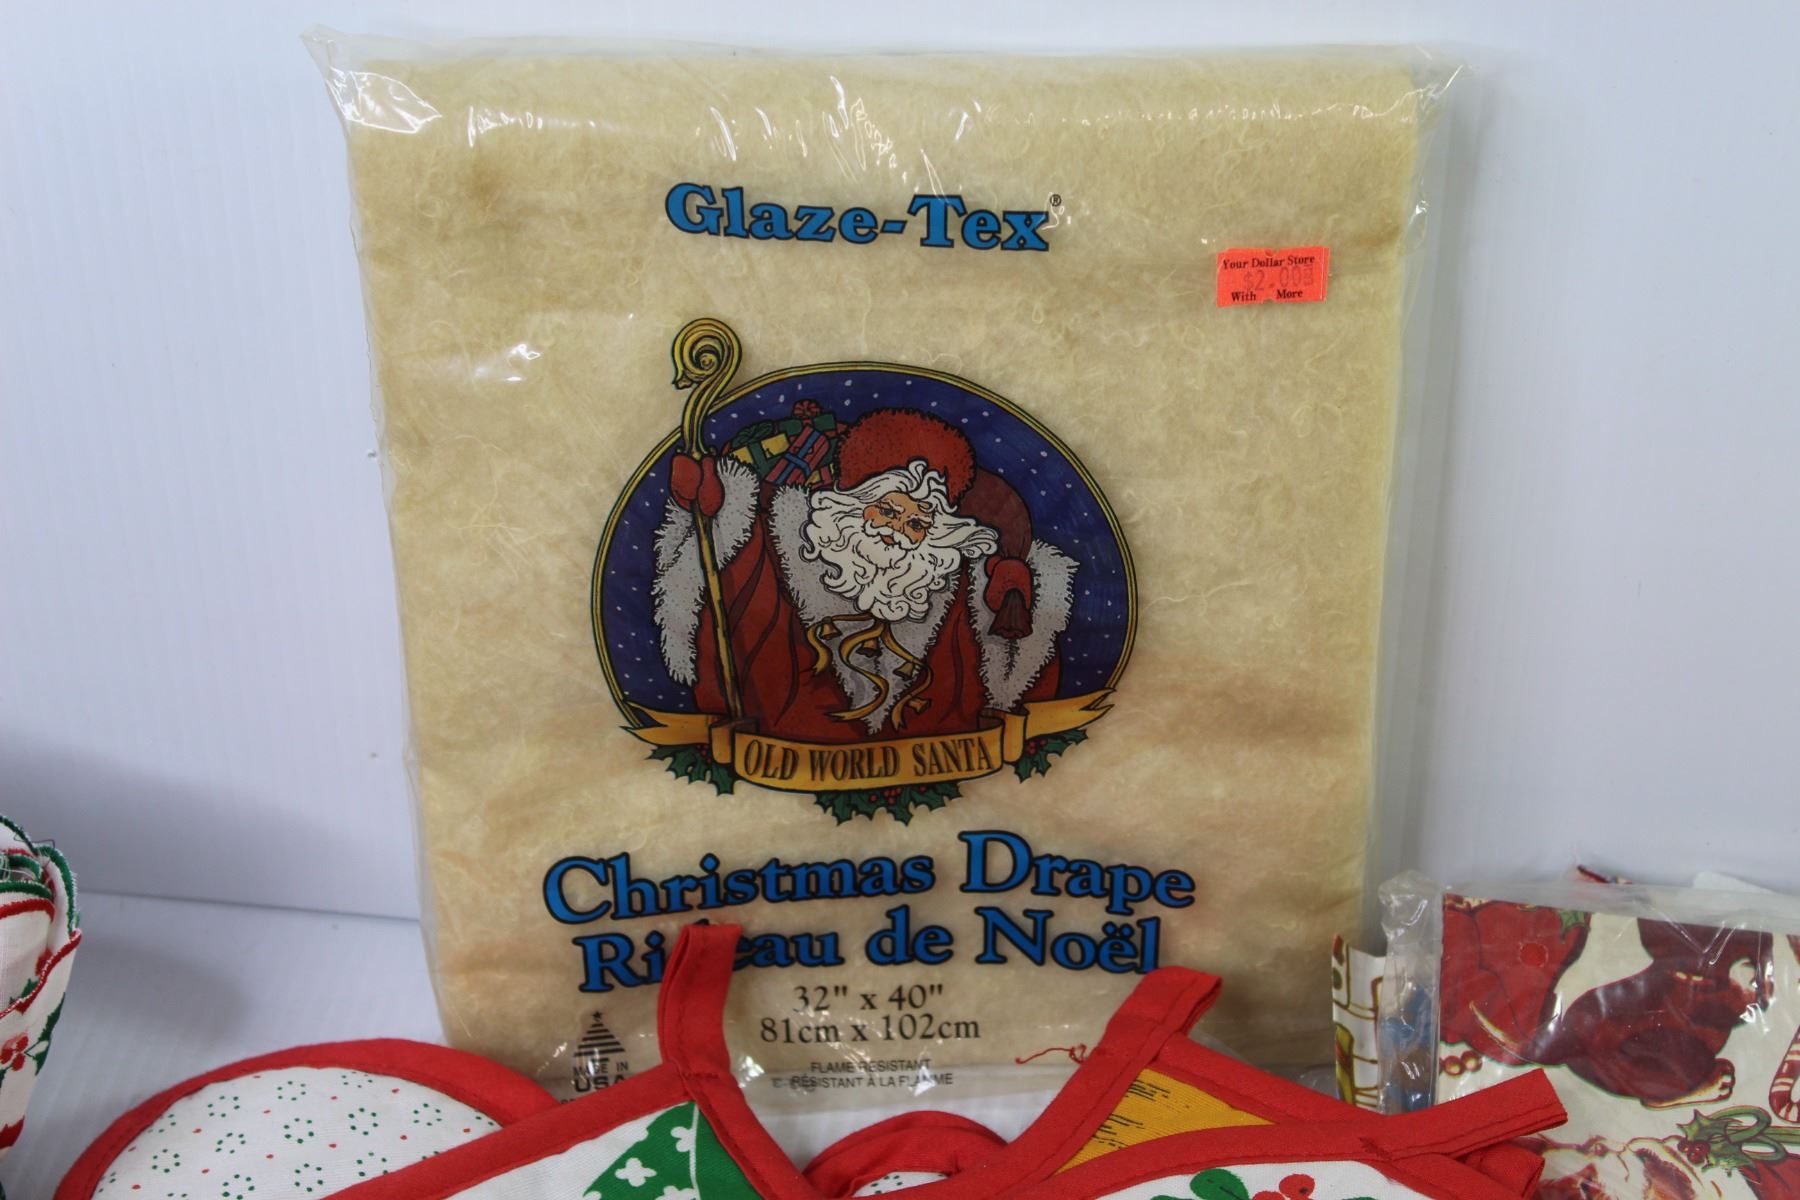 Glaze-Tex®
Your Dollar Store
$2.00
With More
OLD WORLD SANTA
Christmas Drape
de Noël
32" x 40"
81cm x 102cm
MADE IN
USA
FLAME RESISTANT
RÉSISTANT À LA FLAMME